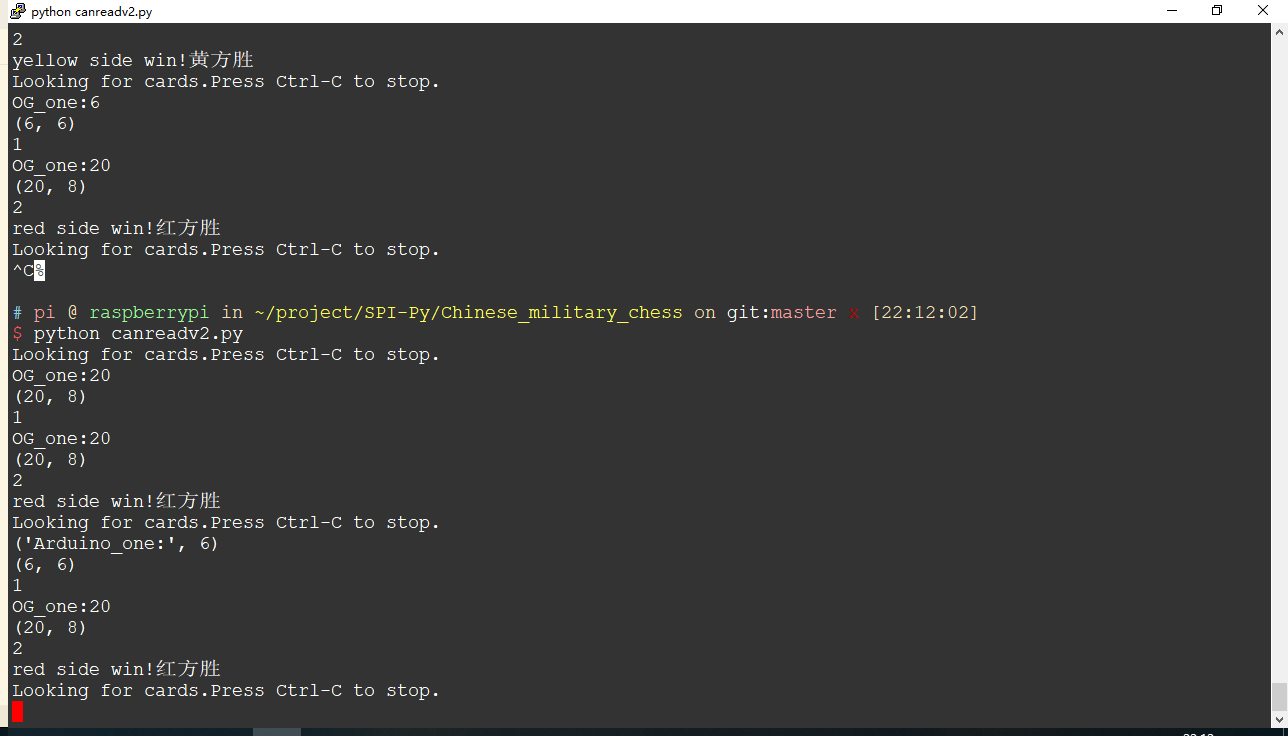 python canreadv2.py
2
yellow side win!黄方胜
Looking for cards.Press Ctrl-C to stop.
OG_one:6
(6, 6)
1
OG_one:20
(20, 8)
2
red side win!红方胜
Looking for cards.Press Ctrl-C to stop.
^C%
# pi @ raspberrypi in ~/project/SPI-Py/Chinese_military_chess on git:master x [22:12:02]
$ python canreadv2.py
Looking for cards.Press Ctrl-C to stop.
OG_one:20
(20, 8)
1
OG_one:20
(20, 8)
2
red side win!红方胜
Looking for cards.Press Ctrl-C to stop.
('Arduino_one:', 6)
(6, 6)
1
OG_one:20
(20, 8)
2
red side win!红方胜
Looking for cards.Press Ctrl-C to stop.